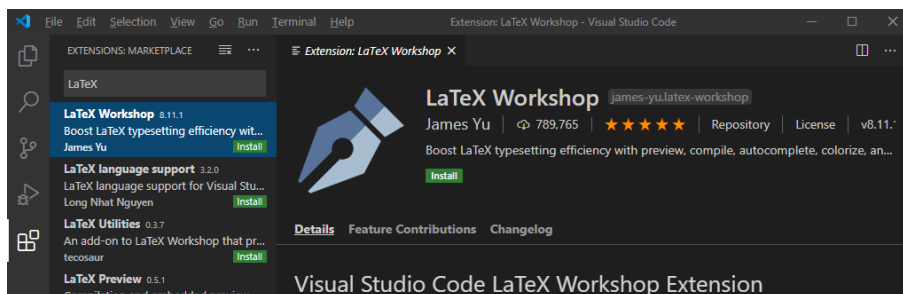 File Edit Selection View Go Run Terminal Help Extension: LaTeX Workshop - Visual Studio Code
EXTENSIONS: MARKETPLACE
LaTeX
LaTeX Workshop 8.11.1
Boost LaTeX typesetting efficiency wit...
James Yu Install
LaTeX language support 3.2.0
LaTeX language support for Visual Stu...
Long Nhat Nguyen Install
LaTeX Utilities 0.3.7
An add-on to LaTeX Workshop that pr...
tecosaur Install
LaTeX Preview 0.5.1
Extension: LaTeX Workshop
LaTeX Workshop james-yu.latex-workshop
James Yu 789,765 Repository License v8.11.
Boost LaTeX typesetting efficiency with preview, compile, autocomplete, colorize, an...
Install
Details Feature Contributions Changelog
Visual Studio Code LaTeX Workshop Extension